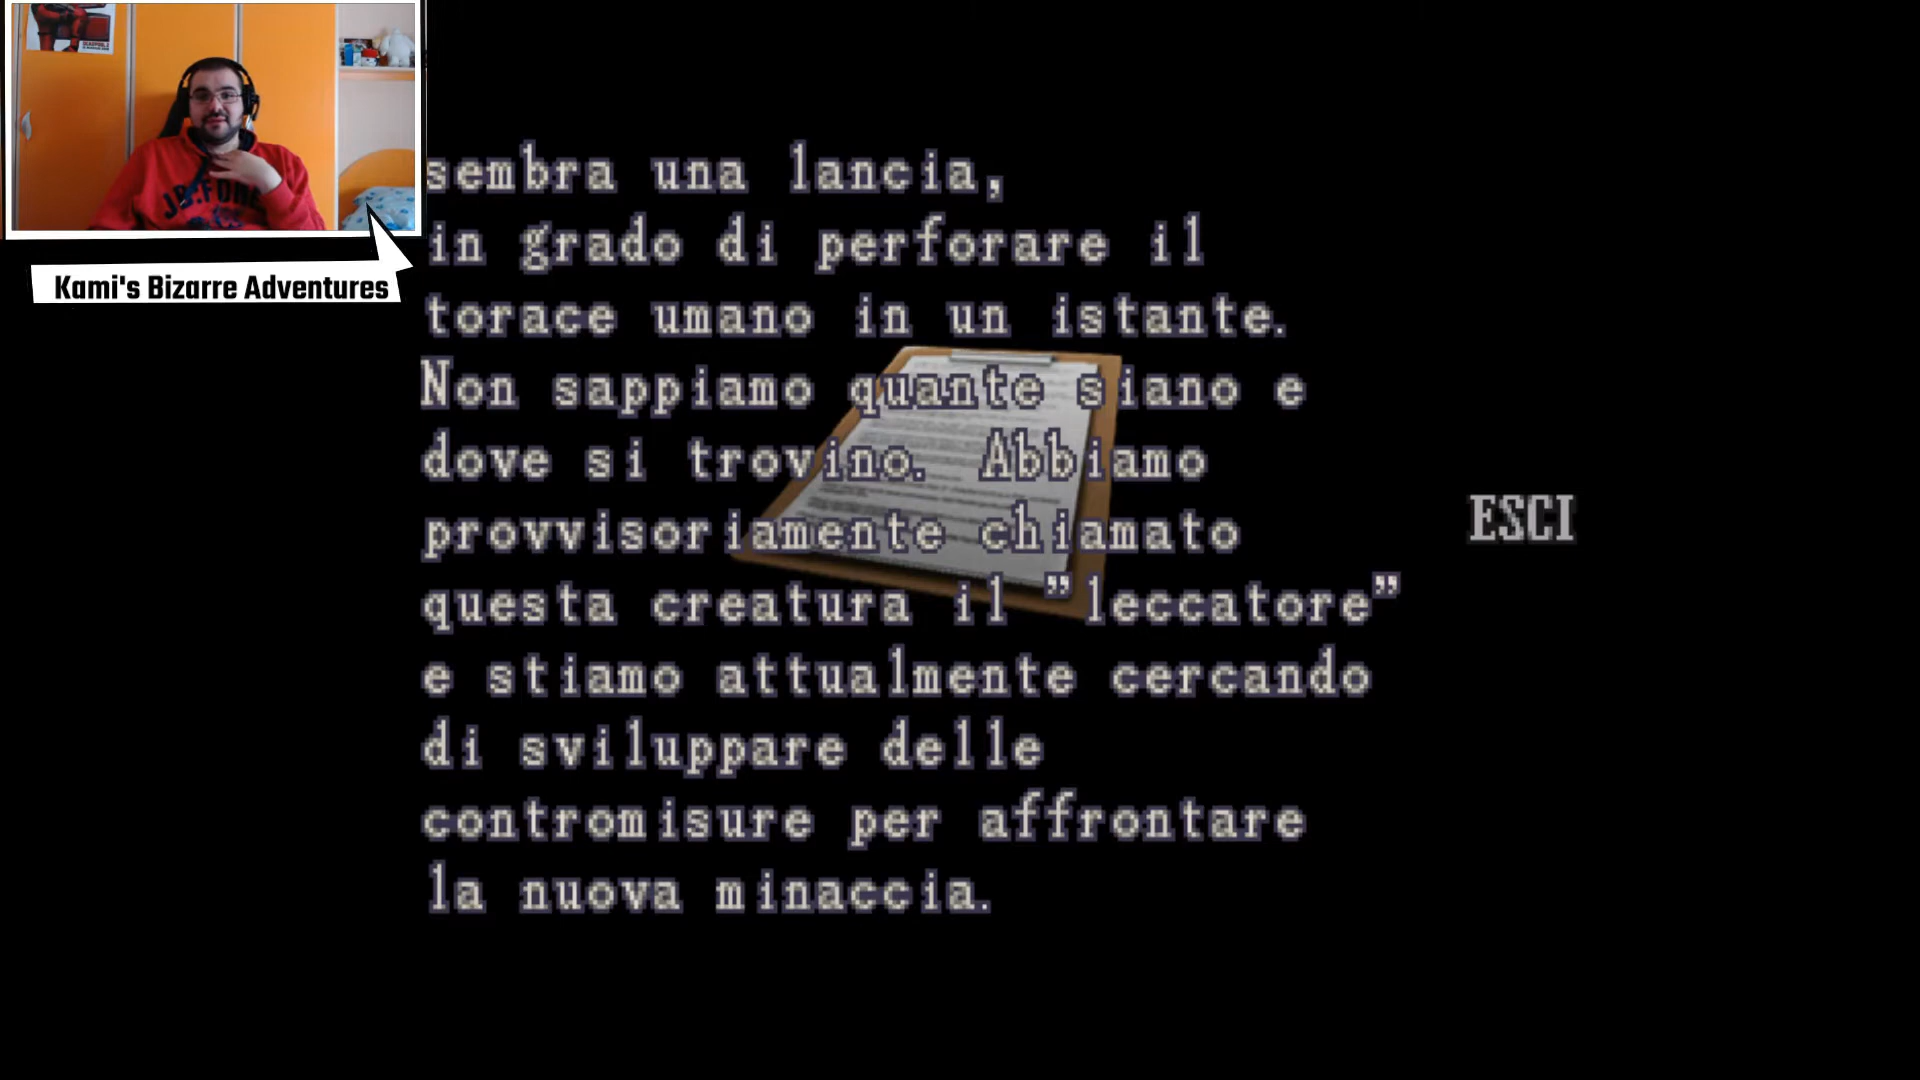 Kami's Bizarre Adventures
sembra una lancia,
in grado di perforare il
torace umano in un istante.
Non sappiamo quante siano e
dove si trovino. Abbiamo
provvisoriamente chiamato
questa creatura il "leccatore"
e stiamo attualmente cercando
di sviluppare delle
contromisure per affrontare
la nuova minaccia.
ESCI